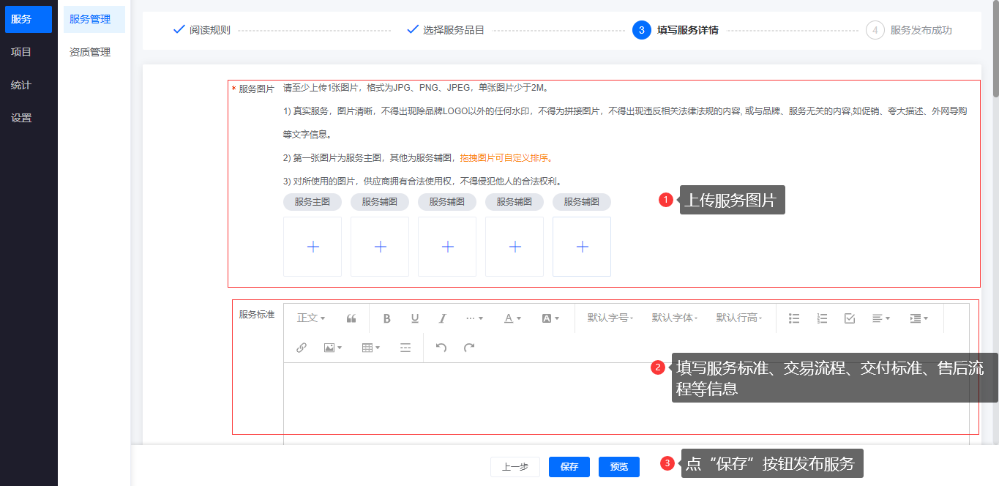 服务
项目
统计
设置
服务管理
资质管理
阅读规则
选择服务品目
3 填写服务详情
4 服务发布成功
* 服务图片
请至少上传1张图片，格式为JPG、PNG、JPEG，单张图片少于2M。
1) 真实服务，图片清晰，不得出现除品牌LOGO以外的任何水印，不得为拼接图片，不得出现违反相关法律法规的内容, 或与品牌、服务无关的内容,如促销、夸大描述、外网导购
等文字信息。
2) 第一张图片为服务主图，其他为服务辅图，拖拽图片可自定义排序。
3) 对所使用的图片，供应商拥有合法使用权，不得侵犯他人的合法权利。
服务主图 服务辅图 服务辅图 服务辅图 服务辅图
1 上传服务图片
服务标准
正文 B U I A A 默认字号 默认字体 默认行高
2 填写服务标准、交易流程、交付标准、售后流
程等信息
上一步 保存 预览
3 点“保存”按钮发布服务